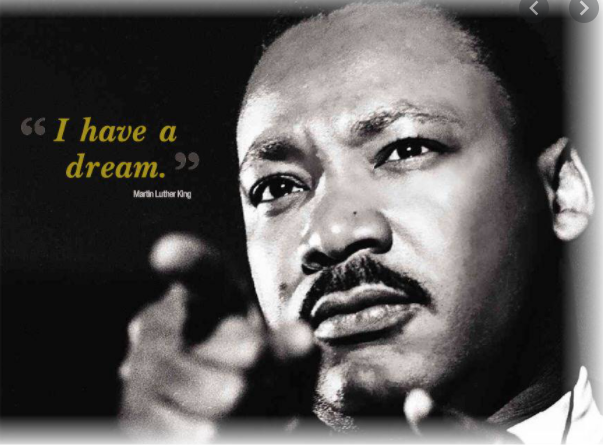 “ I have a
dream. ”
Martin Luther King